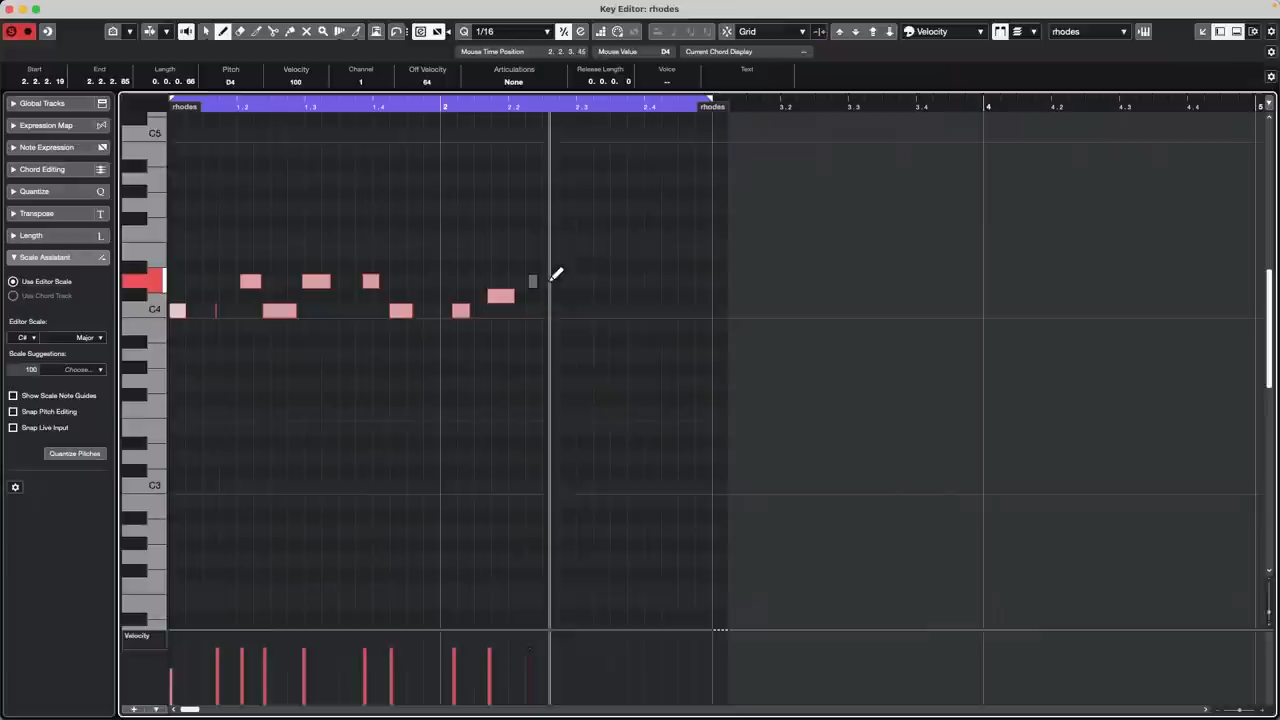 Key Editor: rhodes
S
Q 1/16
Grid
Velocity
rhodes
Mouse Time Position 2. 2. 3. 45 Mouse Value D4 Current Chord Display --
Start End Length Pitch Velocity Channel Off Velocity Articulations Release Length Voice Text
2. 2. 2. 19 2. 2. 2. 85 0. 0. 0. 66 D4 100 1 64 None 0. 0. 0. 0 --
Global Tracks
Expression Map
Note Expression
Chord Editing
Quantize Q
Transpose T
Length L
Scale Assistant
Use Editor Scale
Use Chord Track
Editor Scale:
C# Major
Scale Suggestions:
100 Choose...
Show Scale Note Guides
Snap Pitch Editing
Snap Live Input
Quantize Pitches
rhodes 1.2 1.3 1.4 2 2.2 2.3 2.4 rhodes 3.2 3.3 3.4 4 4.2 4.3 4.4 5
C5
C4
C3
Velocity